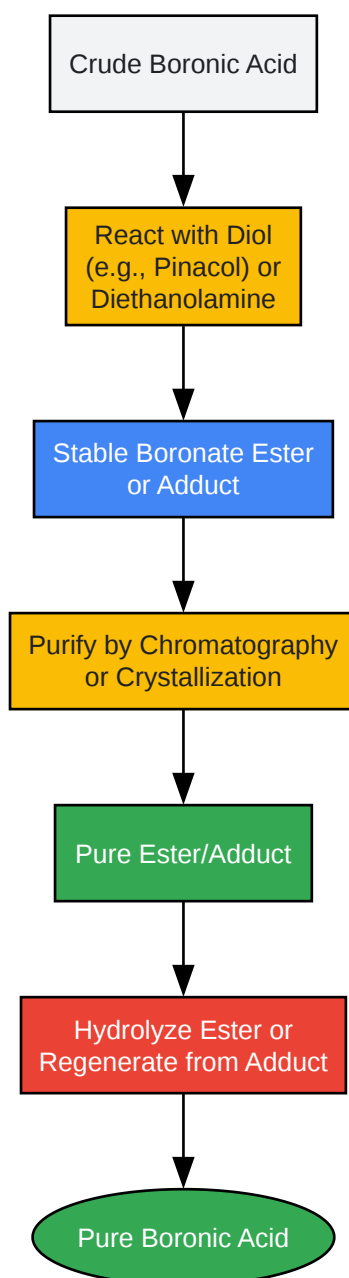 Crude Boronic Acid
React with Diol
(e.g., Pinacol) or
Diethanolamine
Stable Boronate Ester
or Adduct
Purify by Chromatography
or Crystallization
Pure Ester/Adduct
Hydrolyze Ester or
Regenerate from Adduct
Pure Boronic Acid